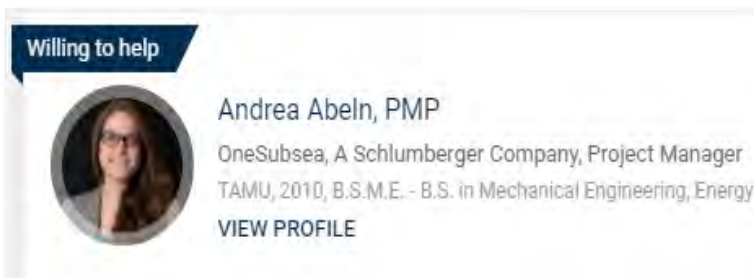 Willing to help
Andrea Abeln, PMP
OneSubsea, A Schlumberger Company, Project Manager
TAMU, 2010, B.S.M.E. - B.S. in Mechanical Engineering, Energy
VIEW PROFILE